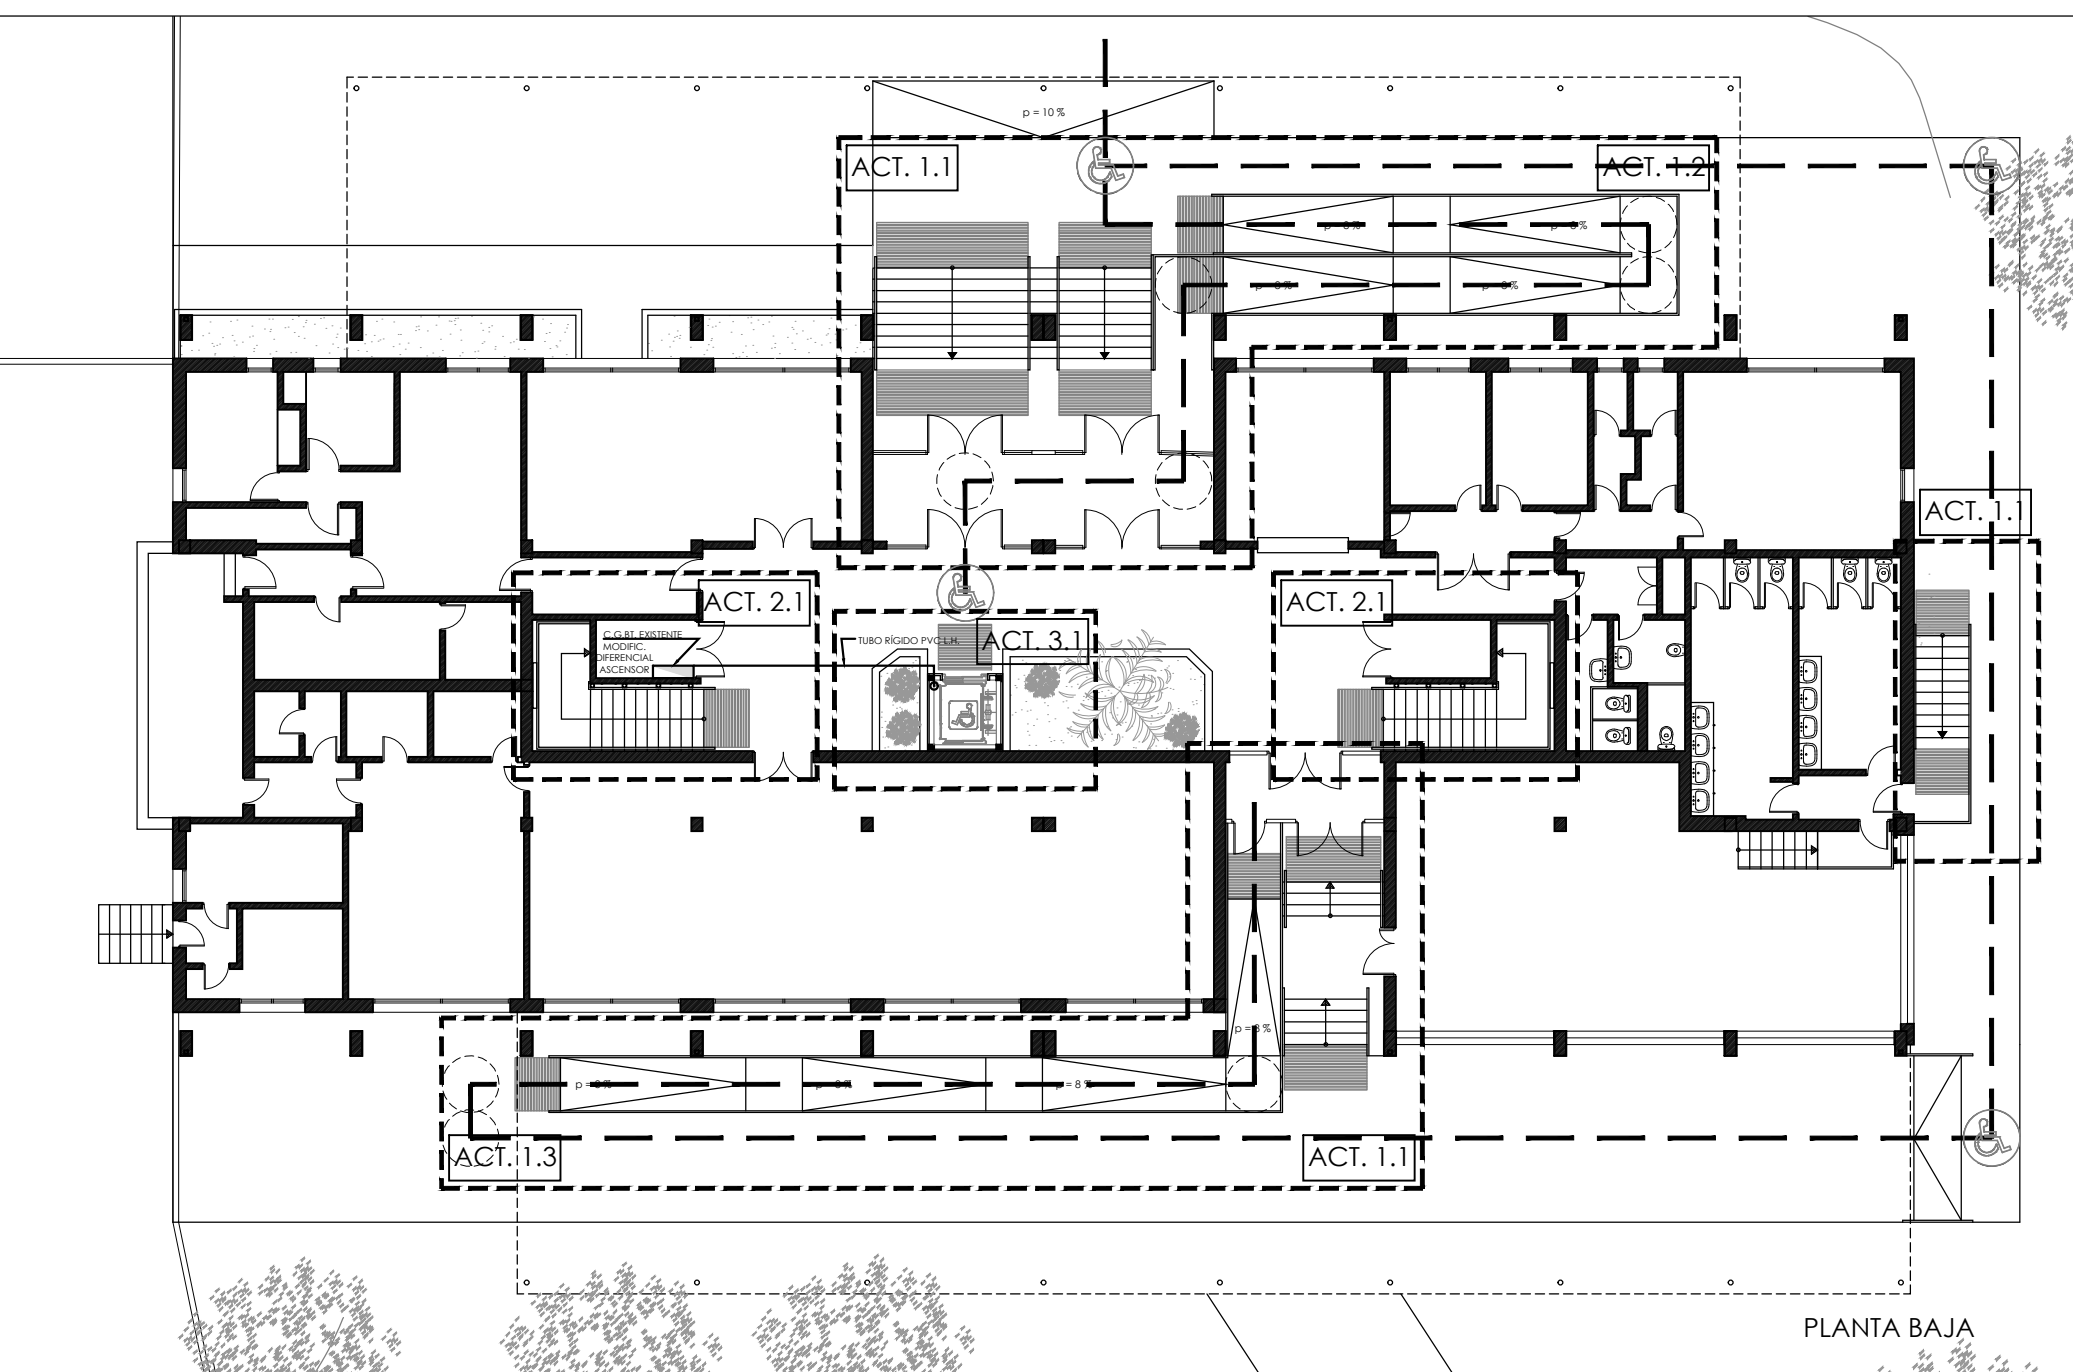 p = 10 %
ACT. 1.1
ACT. 1.2
p = 8 %
p = 8 %
p = 8 %
p = 8 %
ACT. 1.1
ACT. 2.1
ACT. 2.1
C.G.BT. EXISTENTE
MODIFIC.
DIFERENCIAL
ASCENSOR
TUBO RÍGIDO PVC L.H.
ACT. 3.1
p = 8 %
p = 8 %
p = 8 %
p = 8 %
ACT. 1.3
ACT. 1.1
PLANTA BAJA